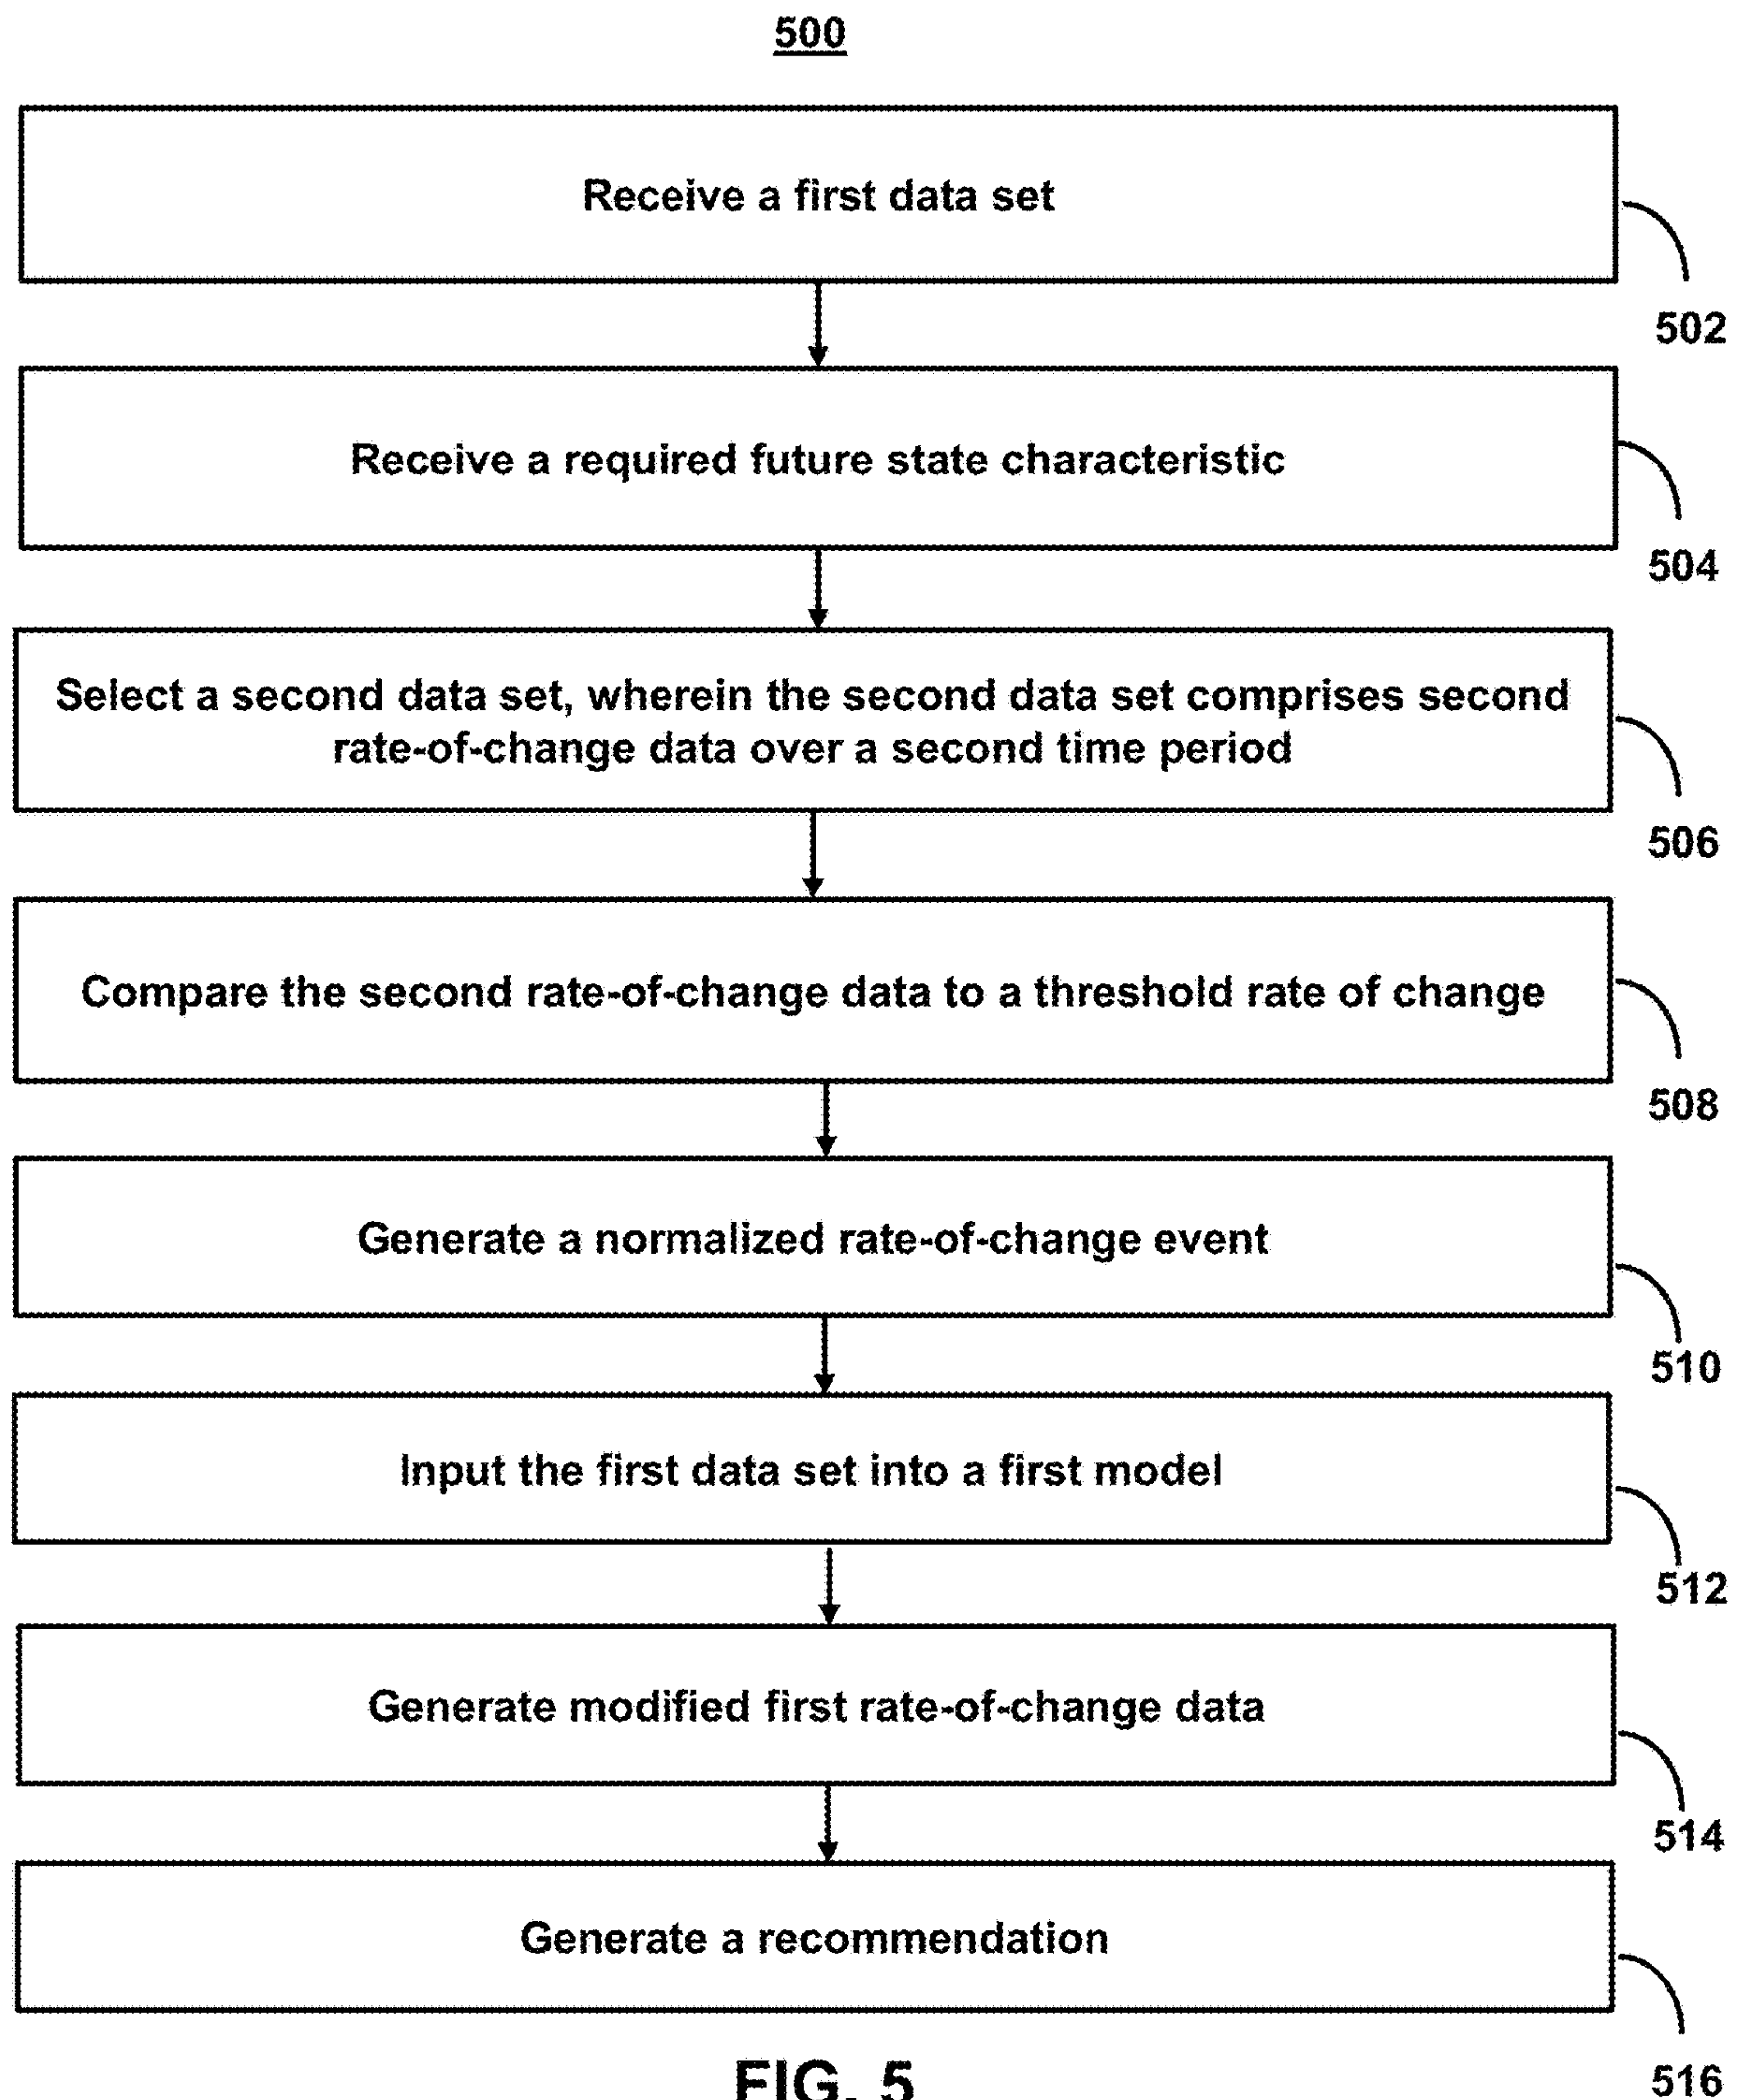 500
Receive a first data set
502
Receive a required future state characteristic
504
Select a second data set, wherein the second data set comprises second
rate-of-change data over a second time period
506
Compare the second rate-of-change data to a threshold rate of change
508
Generate a normalized rate-of-change event
510
Input the first data set into a first model
512
Generate modified first rate-of-change data
514
Generate a recommendation
516
FIG. 5